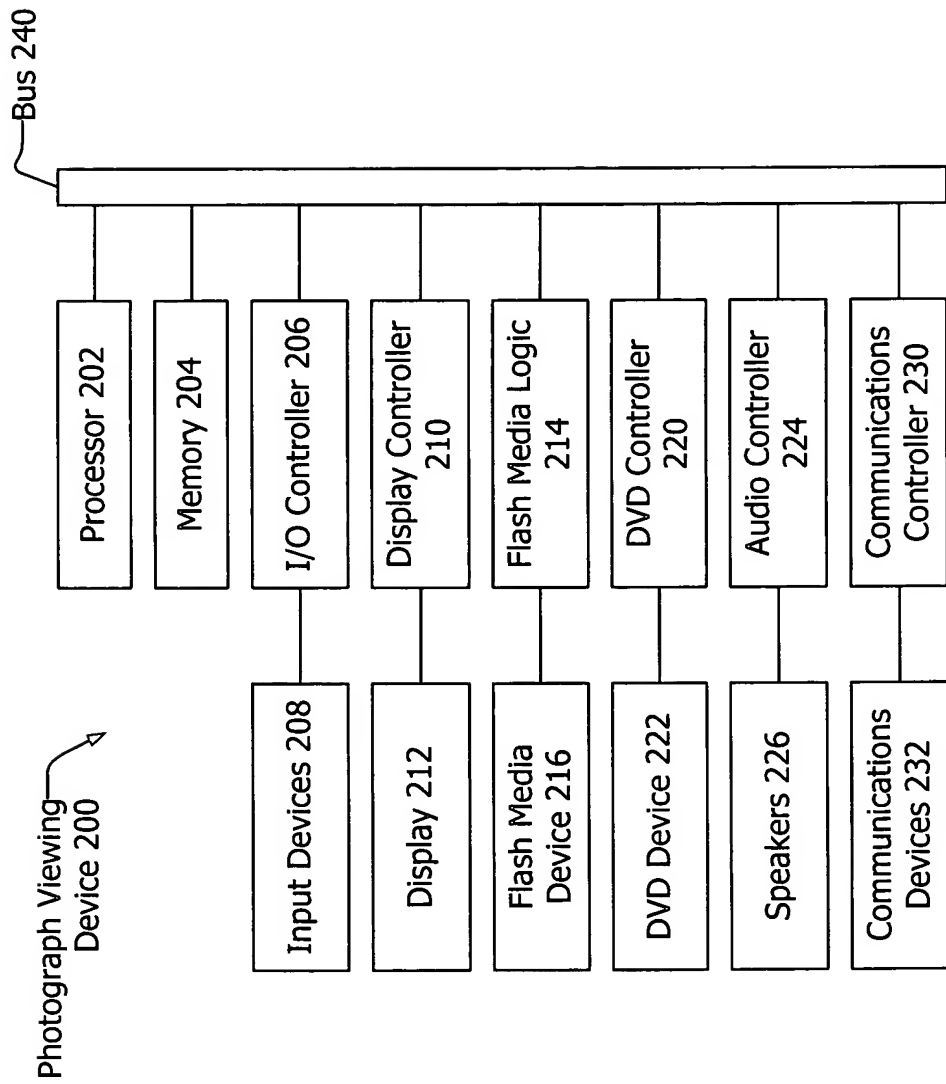 Photograph Viewing
Device 200
Bus 240
Processor 202
Memory 204
Input Devices 208
I/O Controller 206
Display 212
Display Controller
210
Flash Media
Device 216
Flash Media Logic
214
DVD Device 222
DVD Controller
220
Speakers 226
Audio Controller
224
Communications
Devices 232
Communications
Controller 230